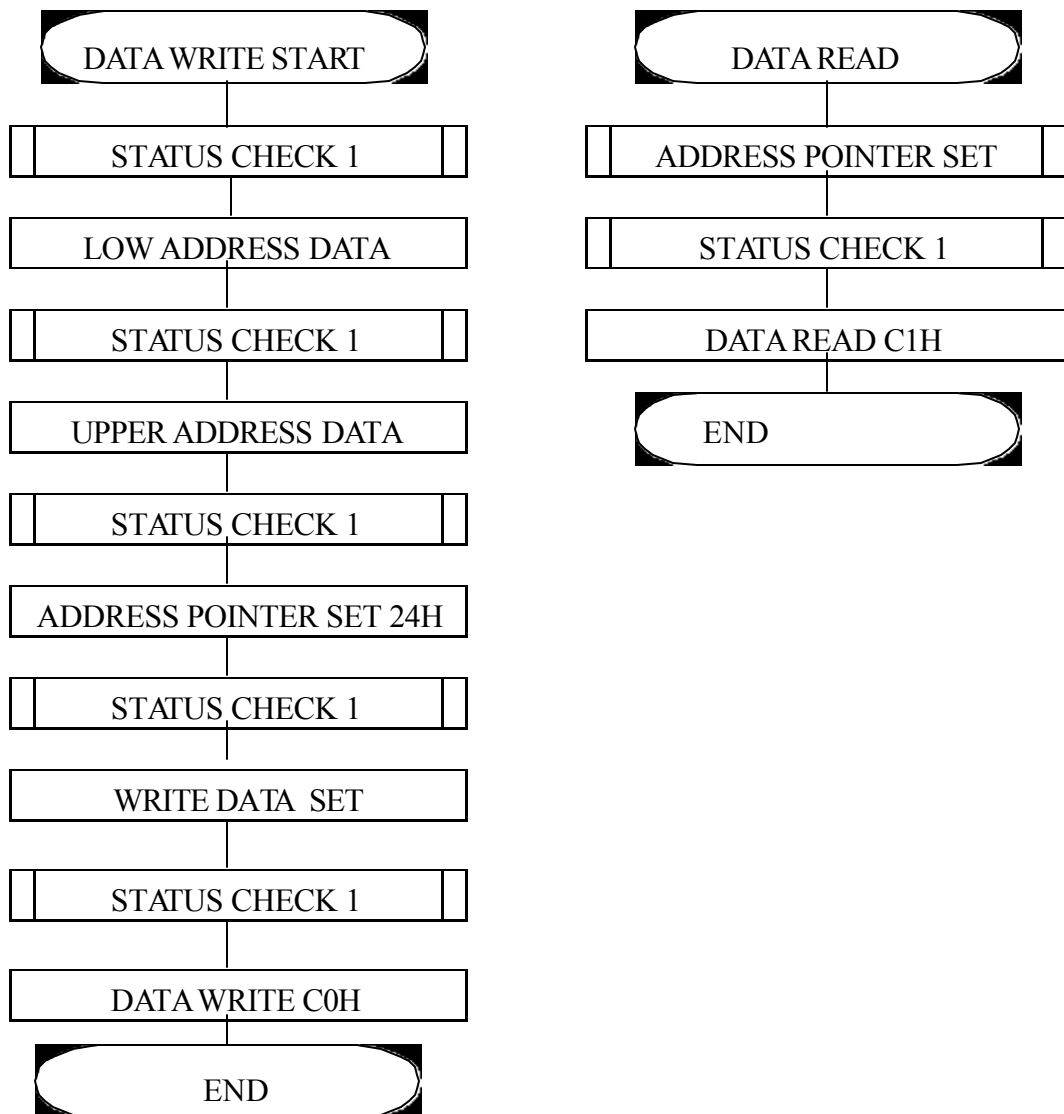 DATA WRITE START
STATUS CHECK 1
LOW ADDRESS DATA
STATUS CHECK 1
UPPER ADDRESS DATA
STATUS CHECK 1
ADDRESS POINTER SET 24H
STATUS CHECK 1
WRITE DATA SET
STATUS CHECK 1
DATA WRITE C0H
END
DATA READ
ADDRESS POINTER SET
STATUS CHECK 1
DATA READ C1H
END